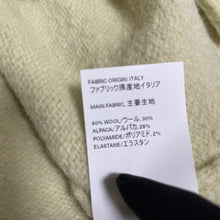 FABRIC ORIGIN: ITALY
ファブリック原産地イタリア
MAIN FABRIC, 主要生地
40% WOOL/ウール, 30%
ALPACA/アルパカ, 28%
POLYAMIDE/ポリアミド, 2%
ELASTANE/エラスタン